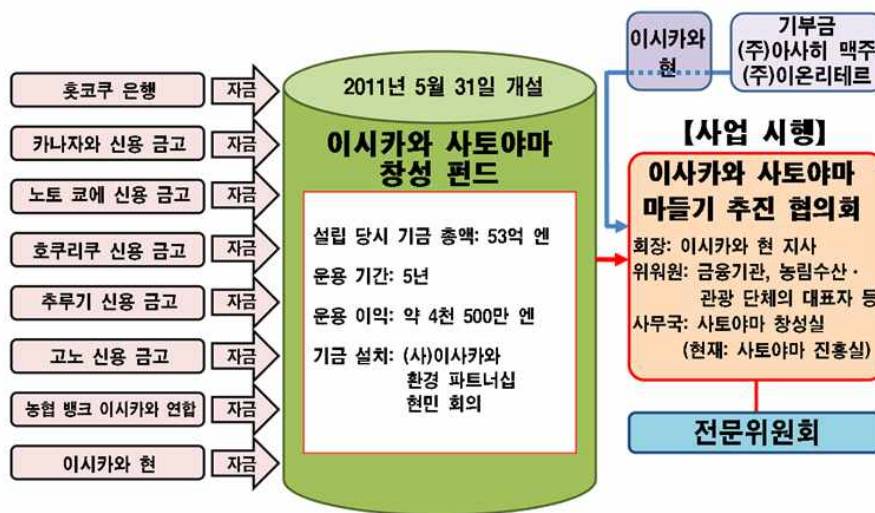 홋코쿠 은행
자금
카나자와 신용 금고
자금
노토 쿄에 신용 금고
자금
호쿠리쿠 신용 금고
자금
추루기 신용 금고
자금
고노 신용 금고
자금
농협 뱅크 이시카와 연합
자금
이시카와 현
자금
2011년 5월 31일 개설
이시카와 사토야마
창성 펀드
설립 당시 기금 총액: 53억 엔
운용 기간: 5년
운용 이익: 약 4천 500만 엔
기금 설치: (사)이사카와
환경 파트너십
현민 회의
이시카와
현
기부금
(주)아사히 맥주
(주)이온리테르
【사업 시행】
이사카와 사토야마
마들기 추진 협의회
회장: 이시카와 현 지사
위워원: 금융기관, 농림수산·
관광 단체의 대표자 등
사무국: 사토야마 창성실
(현재: 사토야마 진흥실)
전문위원회